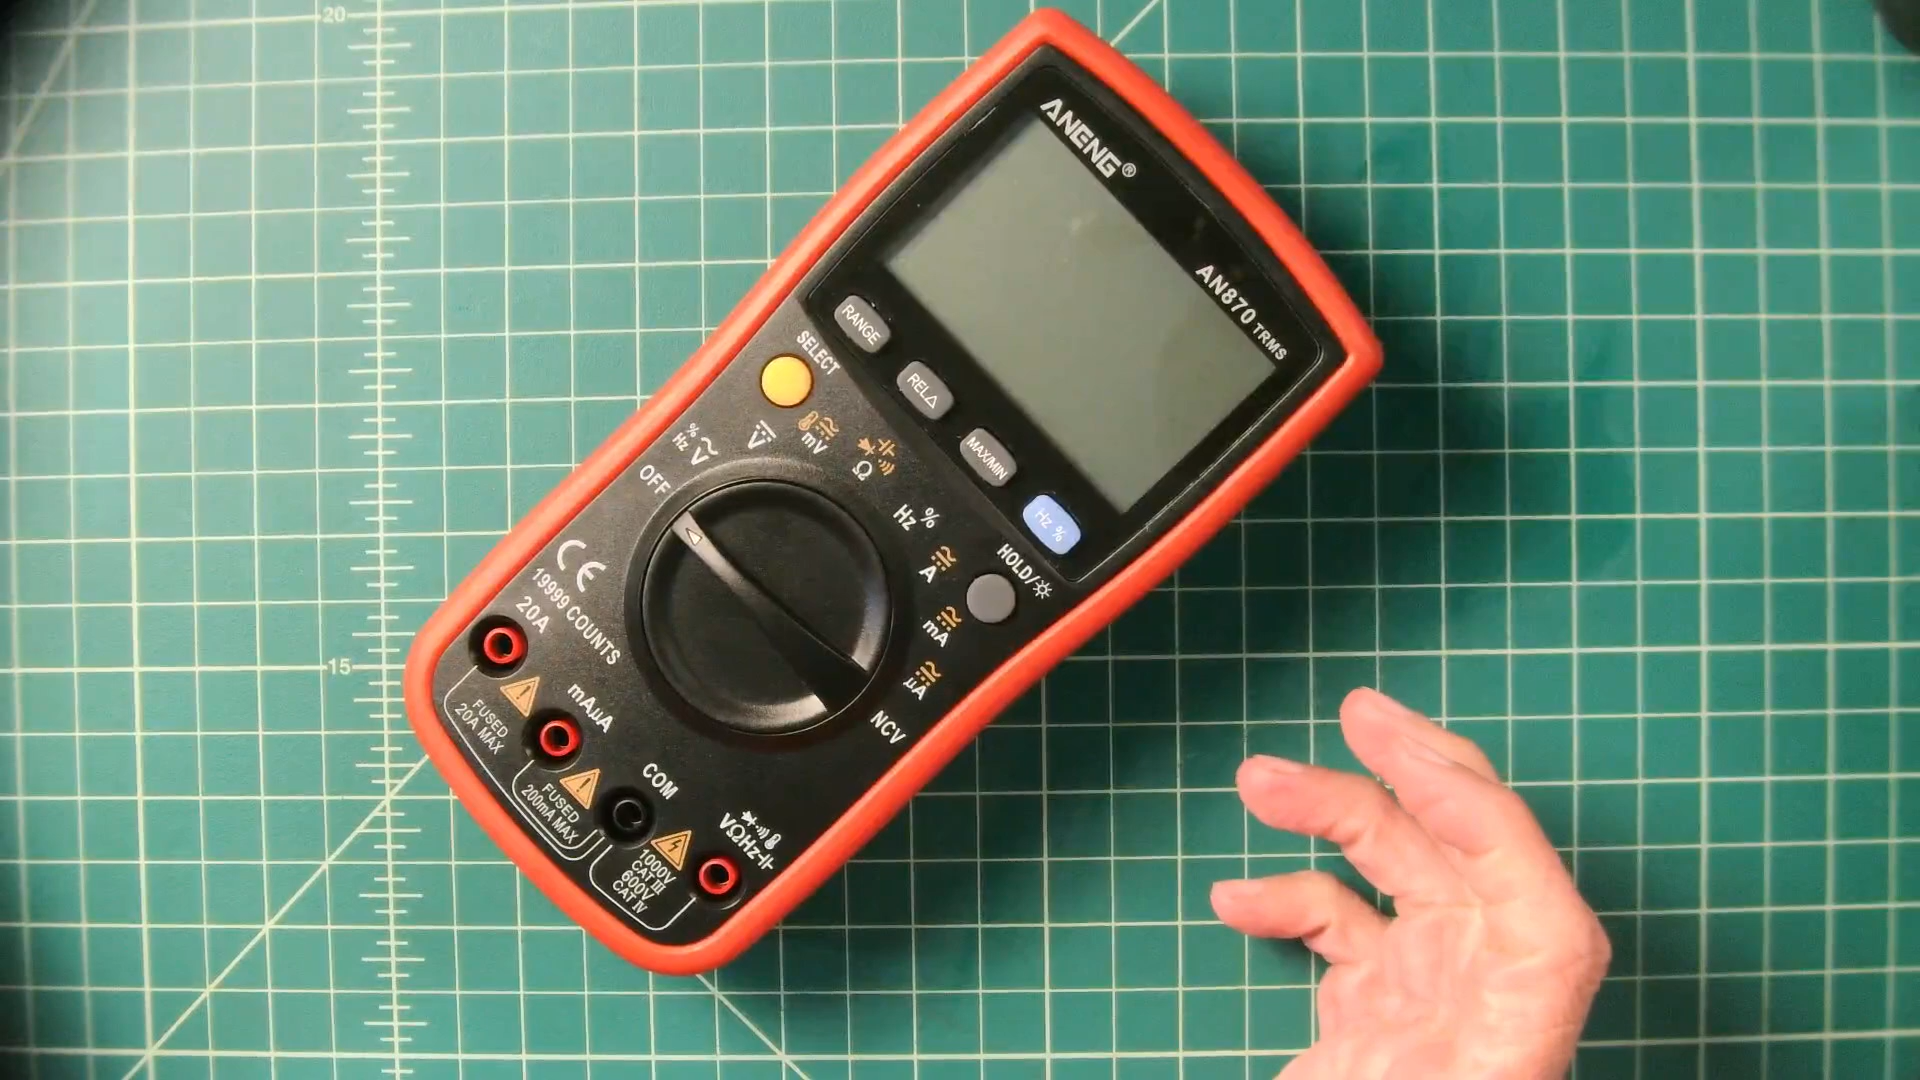 20
15
ANENG®
AN870 TRMS
RANGE
RELΔ
MAX/MIN
Hz %
SELECT
HOLD/
OFF
% Hz V
V
mV
Ω
Hz %
A
mA
µA
NCV
CE
19999 COUNTS
20A
FUSED
20A MAX
mAµA
FUSED
200mA MAX
COM
1000V
CAT III
600V
CAT IV
VΩHz